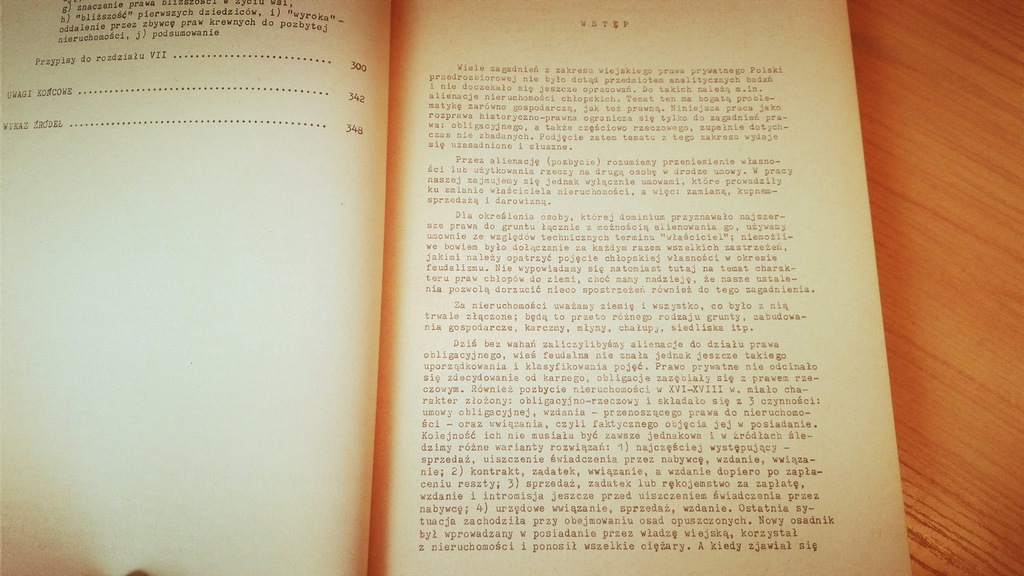 g) znaczenie prawa bliższości w życiu wsi,
h) "bliższość" pierwszych dziedziców, i) "wyroka" -
oddalenie przez zbywcę praw krewnych do pozbytej
nieruchomości, j) podsumowanie
Przypisy do rozdziału VII ........................... 300
UWAGI KOŃCOWE ........................................ 342
WYKAZ ŹRÓDEŁ ......................................... 348
WSTĘP
Wiele zagadnień z zakresu wiejskiego prawa prywatnego Polski
przedrozbiorowej nie było dotąd przedmiotem analitycznych badań
i nie doczekało się jeszcze opracowań. Do takich należą m.in.
alienacje nieruchomości chłopskich. Temat ten ma bogatą proble-
matykę zarówno gospodarczą, jak też prawną. Niniejsza praca jako
rozprawa historyczno-prawna ogranicza się tylko do zagadnień pra-
wa: obligacyjnego, a także częściowo rzeczowego, zupełnie dotych-
czas nie zbadanych. Podjęcie zatem tematu z tego zakresu wydaje
się uzasadnione i słuszne.
Przez alienację (pozbycie) rozumiemy przeniesienie własno-
ści lub użytkowania rzeczy na drugą osobę w drodze umowy. W pracy
naszej zajmujemy się jednak wyłącznie umowami, które prowadziły
ku zmianie właściciela nieruchomości, a więc: zamianą, kupnem-
sprzedażą i darowizną.
Dla określenia osoby, której dominium przyznawało najszer-
sze prawa do gruntu łącznie z możnością alienowania go, używamy
umownie ze względów technicznych terminu "właściciel"; niemożli-
we bowiem było dołączanie za każdym razem wszelkich zastrzeżeń,
jakimi należy opatrzyć pojęcie chłopskiej własności w okresie
feudalizmu. Nie wypowiadamy się natomiast tutaj na temat charak-
teru praw chłopów do ziemi, choć mamy nadzieję, że nasze ustale-
nia pozwolą dorzucić nieco spostrzeżeń również do tego zagadnienia.
Za nieruchomości uważamy ziemię i wszystko, co było z nią
trwale złączone; będą to przeto różnego rodzaju grunty, zabudowa-
nia gospodarcze, karczmy, młyny, chałupy, siedliska itp.
Dziś bez wahań zaliczylibyśmy alienacje do działu prawa
obligacyjnego, wieś feudalna nie znała jednak jeszcze takiego
uporządkowania i klasyfikowania pojęć. Prawo prywatne nie odcinało
się zdecydowanie od karnego, obligacje zazębiały się z prawem rze-
czowym. Również pozbycie nieruchomości w XVI-XVIII w. miało cha-
rakter złożony: obligacyjno-rzeczowy i składało się z 3 czynności:
umowy obligacyjnej, wzdania - przenoszącego prawa do nieruchomo-
ści - oraz wwiązania, czyli faktycznego objęcia jej w posiadanie.
Kolejność ich nie musiała być zawsze jednakowa i w źródłach śle-
dzimy różne warianty rozwiązań: 1) najczęściej występujący -
sprzedaż, uiszczenie świadczenia przez nabywcę, wzdanie, wwiąza-
nie; 2) kontrakt, zadatek, wwiązanie, a wzdanie dopiero po zapła-
ceniu reszty; 3) sprzedaż, zadatek lub rękojemstwo za zapłatę,
wzdanie i intromisja jeszcze przed uiszczeniem świadczenia przez
nabywcę; 4) urzędowe wwiązanie, sprzedaż, wzdanie. Ostatnia sy-
tuacja zachodziła przy obejmowaniu osad opuszczonych. Nowy osadnik
był wprowadzany w posiadanie przez władzę wiejską, korzystał
z nieruchomości i ponosił wszelkie ciężary. A kiedy zjawiał się